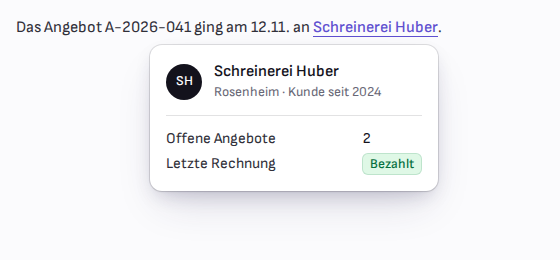 Das Angebot A-2026-041 ging am 12.11. an Schreinerei Huber.
SH
Schreinerei Huber
Rosenheim · Kunde seit 2024
Offene Angebote 2
Letzte Rechnung Bezahlt